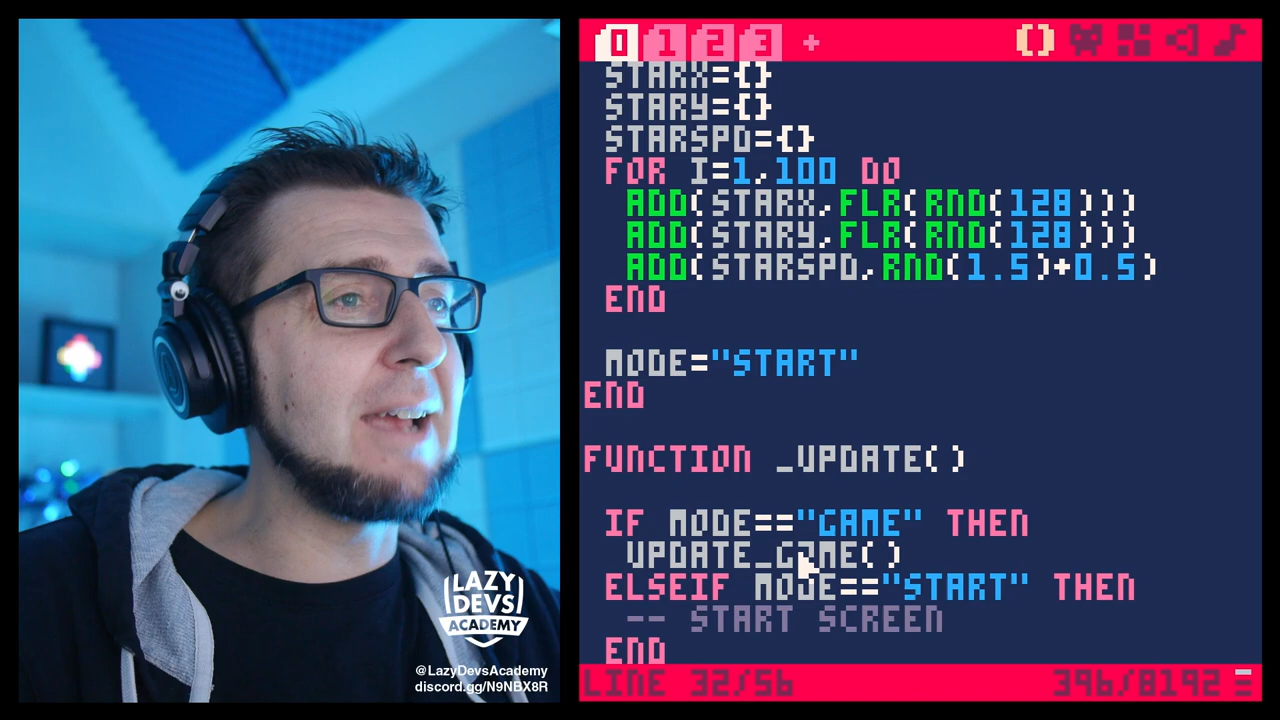 0 1 2 3 +
STARX={}
STARY={}
STARSPD={}
FOR I=1,100 DO
ADD(STARX,FLR(RND(128)))
ADD(STARY,FLR(RND(128)))
ADD(STARSPD,RND(1.5)+0.5)
END
MODE="START"
END
FUNCTION _UPDATE()
IF MODE=="GAME" THEN
UPDATE_GAME()
ELSEIF MODE=="START" THEN
-- START SCREEN
END
LINE 32/56 396/8192
LAZY
DEVS
ACADEMY
@LazyDevsAcademy
discord.gg/N9NBX8R